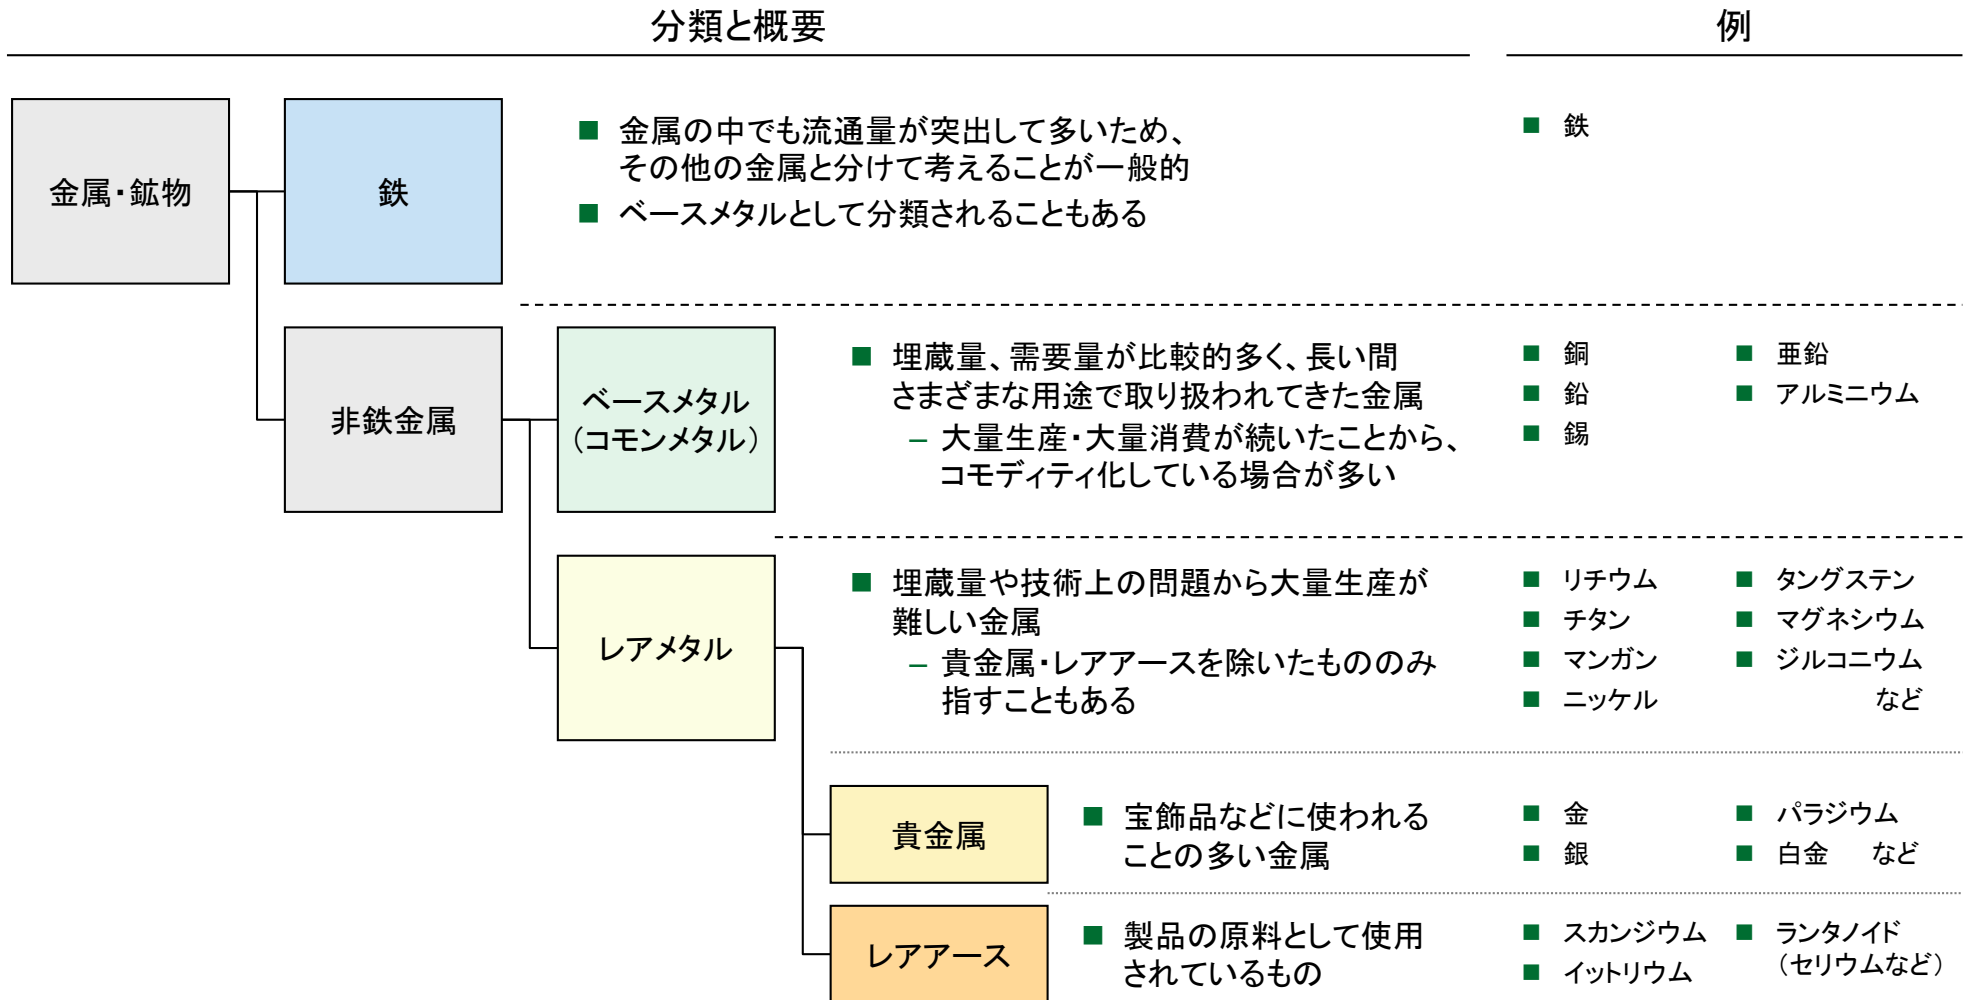 分類と概要
例
金属・鉱物
鉄
■ 金属の中でも流通量が突出して多いため、
その他の金属と分けて考えることが一般的
■ ベースメタルとして分類されることもある
■ 鉄
非鉄金属
ベースメタル
（コモンメタル）
■ 埋蔵量、需要量が比較的多く、長い間
さまざまな用途で取り扱われてきた金属
– 大量生産・大量消費が続いたことから、
コモディティ化している場合が多い
■ 銅
■ 鉛
■ 錫
■ 亜鉛
■ アルミニウム
レアメタル
■ 埋蔵量や技術上の問題から大量生産が
難しい金属
– 貴金属・レアアースを除いたもののみ
指すこともある
■ リチウム
■ チタン
■ マンガン
■ ニッケル
■ タングステン
■ マグネシウム
■ ジルコニウム
など
貴金属
■ 宝飾品などに使われる
ことの多い金属
■ 金
■ 銀
■ パラジウム
■ 白金 など
レアアース
■ 製品の原料として使用
されているもの
■ スカンジウム
■ イットリウム
■ ランタノイド
（セリウムなど）